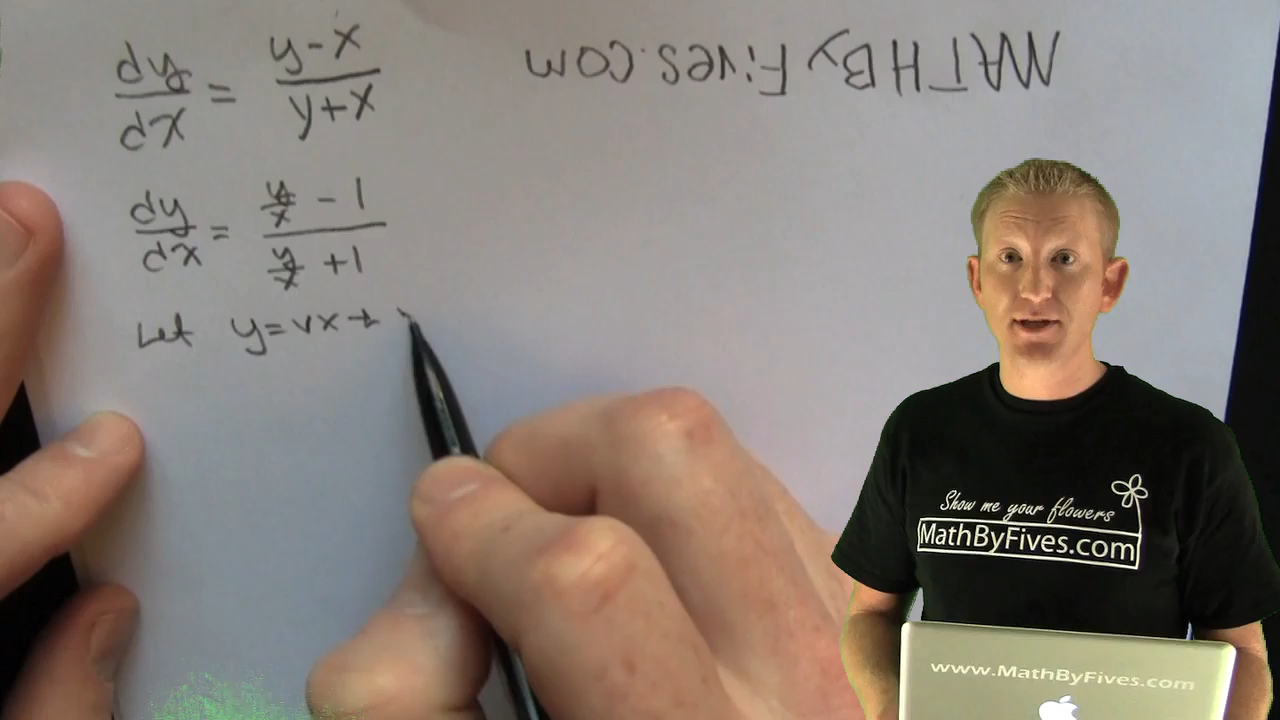 dy/dx = y-x/y+x
MATHByFives.com
dy/dx = y/x - 1/y/x + 1
Let y=vx →
Show me your flowers
MathByFives.com
www.MathByFives.com